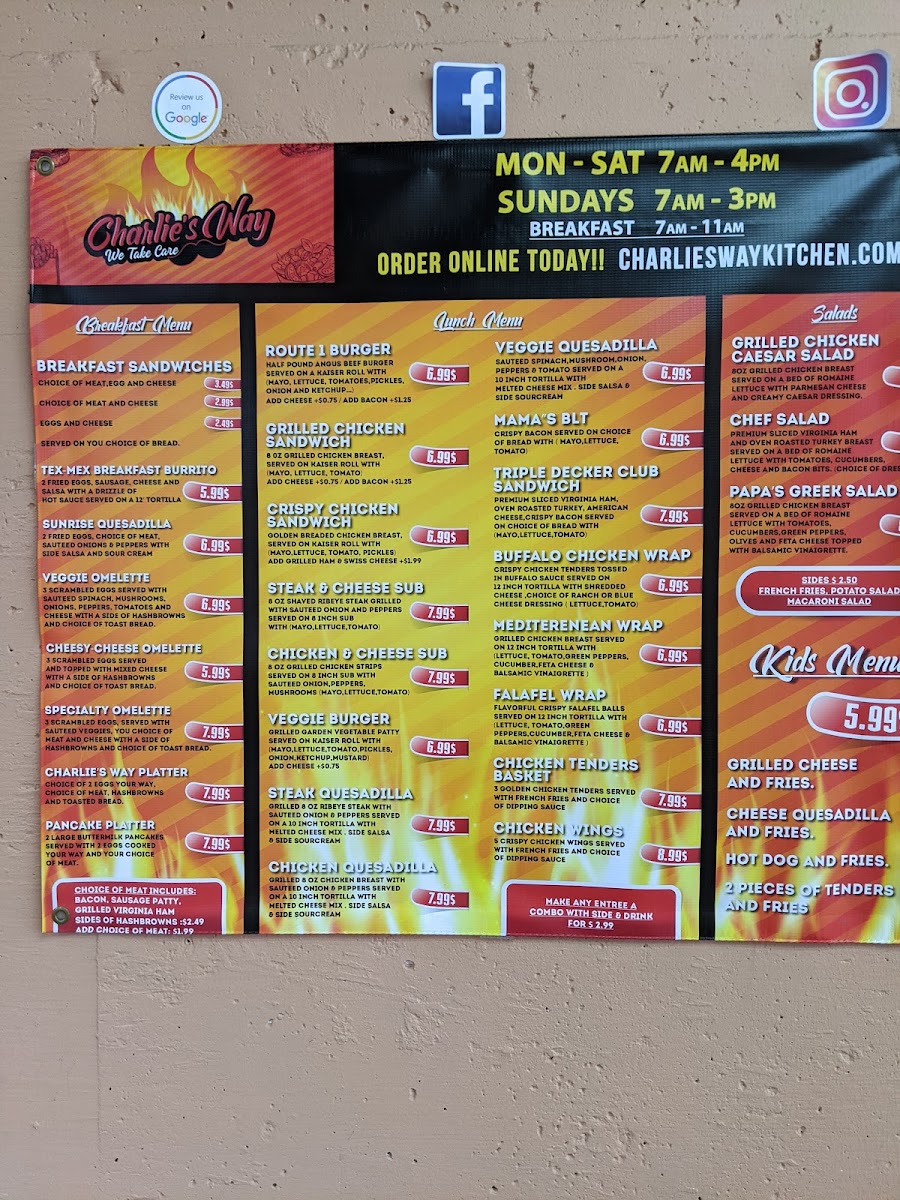 Review us
on
Google
f
Charlie's Way
We Take Care
MON - SAT 7AM - 4PM
SUNDAYS 7AM - 3PM
BREAKFAST 7AM - 11AM
ORDER ONLINE TODAY!! CHARLIESWAYKITCHEN.COM
Breakfast Menu
BREAKFAST SANDWICHES
CHOICE OF MEAT,EGG AND CHEESE 3.49$
CHOICE OF MEAT AND CHEESE 2.99$
EGGS AND CHEESE 2.49$
SERVED ON YOU CHOICE OF BREAD.
TEX-MEX BREAKFAST BURRITO
2 FRIED EGGS, SAUSAGE, CHEESE AND
SALSA WITH A DRIZZLE OF
HOT SAUCE SERVED ON A 12" TORTILLA
5.99$
SUNRISE QUESADILLA
2 FRIED EGGS, CHOICE OF MEAT,
SAUTEED ONIONS & PEPPERS WITH
SIDE SALSA AND SOUR CREAM
6.99$
VEGGIE OMELETTE
3 SCRAMBLED EGGS SERVED WITH
SAUTEED SPINACH, MUSHROOMS,
ONIONS, PEPPERS, TOMATOES AND
CHEESE WITH A SIDE OF HASHBROWNS
AND CHOICE OF TOAST BREAD.
6.99$
CHEESY CHEESE OMELETTE
3 SCRAMBLED EGGS SERVED
AND TOPPED WITH MIXED CHEESE
WITH A SIDE OF HASHBROWNS
AND CHOICE OF TOAST BREAD.
5.99$
SPECIALTY OMELETTE
3 SCRAMBLED EGGS, SERVED WITH
SAUTEED VEGGIES, YOU CHOICE OF
MEAT AND CHEESE WITH A SIDE OF
HASHBROWNS AND CHOICE OF TOAST BREAD.
7.99$
CHARLIE'S WAY PLATTER
CHOICE OF 2 EGGS YOUR WAY,
CHOICE OF MEAT, HASHBROWNS
AND TOASTED BREAD.
7.99$
PANCAKE PLATTER
2 LARGE BUTTERMILK PANCAKES
SERVED WITH 2 EGGS COOKED
YOUR WAY AND YOUR CHOICE
OF MEAT.
7.99$
CHOICE OF MEAT INCLUDES:
BACON, SAUSAGE PATTY,
GRILLED VIRGINIA HAM
SIDES OF HASHBROWNS :$2.49
ADD CHOICE OF MEAT: $1.99
Lunch Menu
ROUTE 1 BURGER
HALF POUND ANGUS BEEF BURGER
SERVED ON A KAISER ROLL WITH
(MAYO, LETTUCE, TOMATOES,PICKLES,
ONION AND KETCHUP...)
ADD CHEESE +$0.75 / ADD BACON +$1.25
6.99$
GRILLED CHICKEN
SANDWICH
8 OZ GRILLED CHICKEN BREAST,
SERVED ON KAISER ROLL WITH
(MAYO, LETTUCE, TOMATO)
ADD CHEESE +$0.75 / ADD BACON +$1.25
6.99$
CRISPY CHICKEN
SANDWICH
GOLDEN BREADED CHICKEN BREAST,
SERVED ON KAISER ROLL WITH
(MAYO,LETTUCE, TOMATO, PICKLES)
ADD GRILLED HAM & SWISS CHEESE +$1.99
6.99$
STEAK & CHEESE SUB
8 OZ SHAVED RIBEYE STEAK GRILLED
WITH SAUTEED ONION AND PEPPERS
SERVED ON 8 INCH SUB
WITH (MAYO,LETTUCE,TOMATO)
7.99$
CHICKEN & CHEESE SUB
8 OZ GRILLED CHICKEN STRIPS
SERVED ON 8 INCH SUB WITH
SAUTEED ONION,PEPPERS,
MUSHROOMS (MAYO,LETTUCE,TOMATO)
7.99$
VEGGIE BURGER
GRILLED GARDEN VEGETABLE PATTY
SERVED ON KAISER ROLL WITH
(MAYO,LETTUCE,TOMATO,PICKLES,
ONION,KETCHUP,MUSTARD)
ADD CHEESE +$0.75
6.99$
STEAK QUESADILLA
GRILLED 8 OZ RIBEYE STEAK WITH
SAUTEED ONION & PEPPERS SERVED
ON A 10 INCH TORTILLA WITH
MELTED CHEESE MIX . SIDE SALSA
& SIDE SOURCREAM
7.99$
CHICKEN QUESADILLA
GRILLED 8 OZ CHICKEN BREAST WITH
SAUTEED ONION & PEPPERS SERVED
ON A 10 INCH TORTILLA WITH
MELTED CHEESE MIX . SIDE SALSA
& SIDE SOURCREAM
7.99$
VEGGIE QUESADILLA
SAUTEED SPINACH,MUSHROOM,ONION,
PEPPERS & TOMATO SERVED ON A
10 INCH TORTILLA WITH
MELTED CHEESE MIX . SIDE SALSA &
SIDE SOURCREAM
6.99$
MAMA"S BLT
CRISPY BACON SERVED ON CHOICE
OF BREAD WITH ( MAYO,LETTUCE,
TOMATO)
6.99$
TRIPLE DECKER CLUB
SANDWICH
PREMIUM SLICED VIRGINIA HAM,
OVEN ROASTED TURKEY, AMERICAN
CHEESE,CRISPY BACON SERVED
ON CHOICE OF BREAD WITH
(MAYO,LETTUCE,TOMATO)
7.99$
BUFFALO CHICKEN WRAP
CRISPY CHICKEN TENDERS TOSSED
IN BUFFALO SAUCE SERVED ON
12 INCH TORTILLA WITH SHREDDED
CHEESE ,CHOICE OF RANCH OR BLUE
CHEESE DRESSING ( LETTUCE,TOMATO)
6.99$
MEDITERENEAN WRAP
GRILLED CHICKEN BREAST SERVED
ON 12 INCH TORTILLA WITH
(LETTUCE, TOMATO,GREEN PEPPERS,
CUCUMBER,FETA CHEESE &
BALSAMIC VINAIGRETTE )
6.99$
FALAFEL WRAP
FLAVORFUL CRISPY FALAFEL BALLS
SERVED ON 12 INCH TORTILLA WITH
(LETTUCE, TOMATO,GREEN
PEPPERS,CUCUMBER,FETA CHEESE &
BALSAMIC VINAIGRETTE )
6.99$
CHICKEN TENDERS
BASKET
3 GOLDEN CHICKEN TENDERS SERVED
WITH FRENCH FRIES AND CHOICE
OF DIPPING SAUCE
7.99$
CHICKEN WINGS
5 CRISPY CHICKEN WINGS SERVED
WITH FRENCH FRIES AND CHOICE
OF DIPPING SAUCE
8.99$
MAKE ANY ENTREE A
COMBO WITH SIDE & DRINK
FOR $ 2.99
Salads
GRILLED CHICKEN
CAESAR SALAD
8OZ GRILLED CHICKEN BREAST
SERVED ON A BED OF ROMAINE
LETTUCE WITH PARMESAN CHEESE
AND CREAMY CAESAR DRESSING.
CHEF SALAD
PREMIUM SLICED VIRGINIA HAM
AND OVEN ROASTED TURKEY BREAST
SERVED ON A BED OF ROMAINE
LETTUCE WITH TOMATOES, CUCUMBERS,
CHEESE AND BACON BITS. (CHOICE OF DRES
PAPA'S GREEK SALAD
8OZ GRILLED CHICKEN BREAST
SERVED ON A BED OF ROMAINE
LETTUCE WITH TOMATOES,
CUCUMBERS,GREEN PEPPERS,
OLIVES AND FETA CHEESE TOPPED
WITH BALSAMIC VINAIGRETTE.
SIDES $ 2.50
FRENCH FRIES, POTATO SALAD
MACARONI SALAD
Kids Menu
5.99
GRILLED CHEESE
AND FRIES.
CHEESE QUESADILLA
AND FRIES.
HOT DOG AND FRIES.
2 PIECES OF TENDERS
AND FRIES